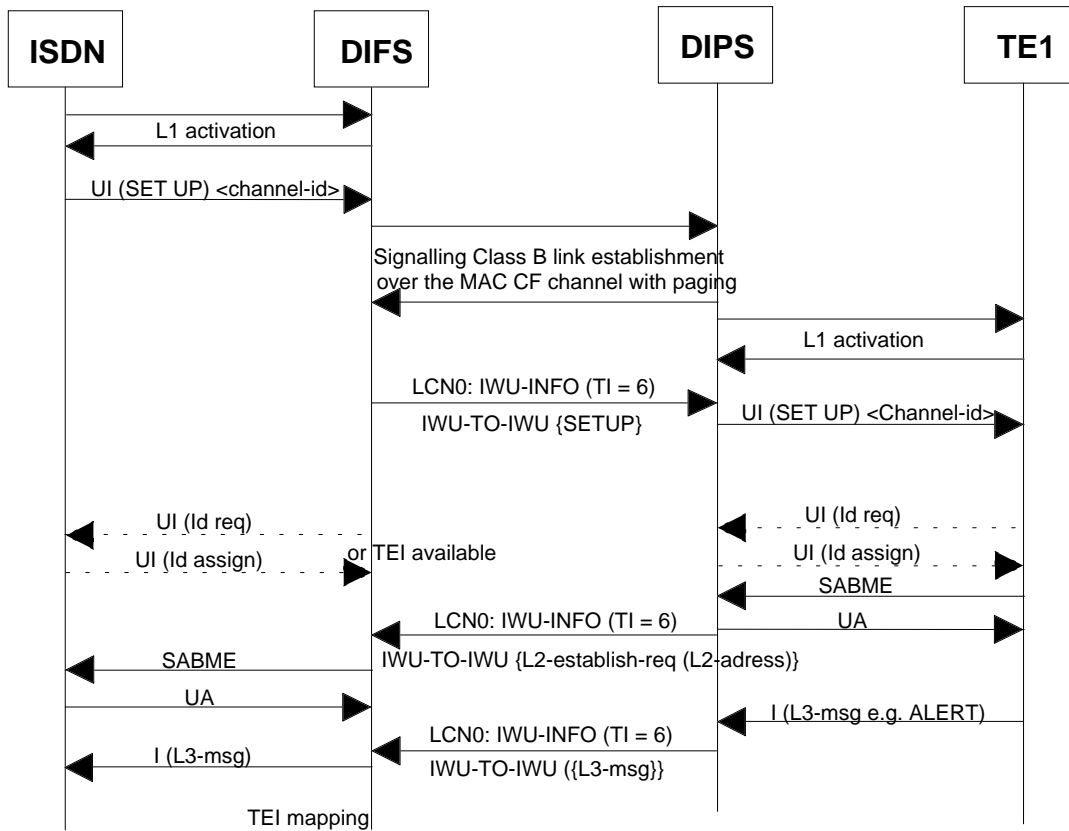 ISDN
DIFS
DIPS
TE1
L1 activation
UI (SET UP) <channel-id>
Signalling Class B link establishment
over the MAC CF channel with paging
L1 activation
LCN0: IWU-INFO (TI = 6)
IWU-TO-IWU {SETUP}
UI (SET UP) <Channel-id>
UI (Id req)
UI (Id req)
or TEI available
UI (Id assign)
UI (Id assign)
SABME
LCN0: IWU-INFO (TI = 6)
UA
SABME
IWU-TO-IWU {L2-establish-req (L2-adress)}
UA
I (L3-msg e.g. ALERT)
LCN0: IWU-INFO (TI = 6)
I (L3-msg)
IWU-TO-IWU ({L3-msg}}
TEI mapping